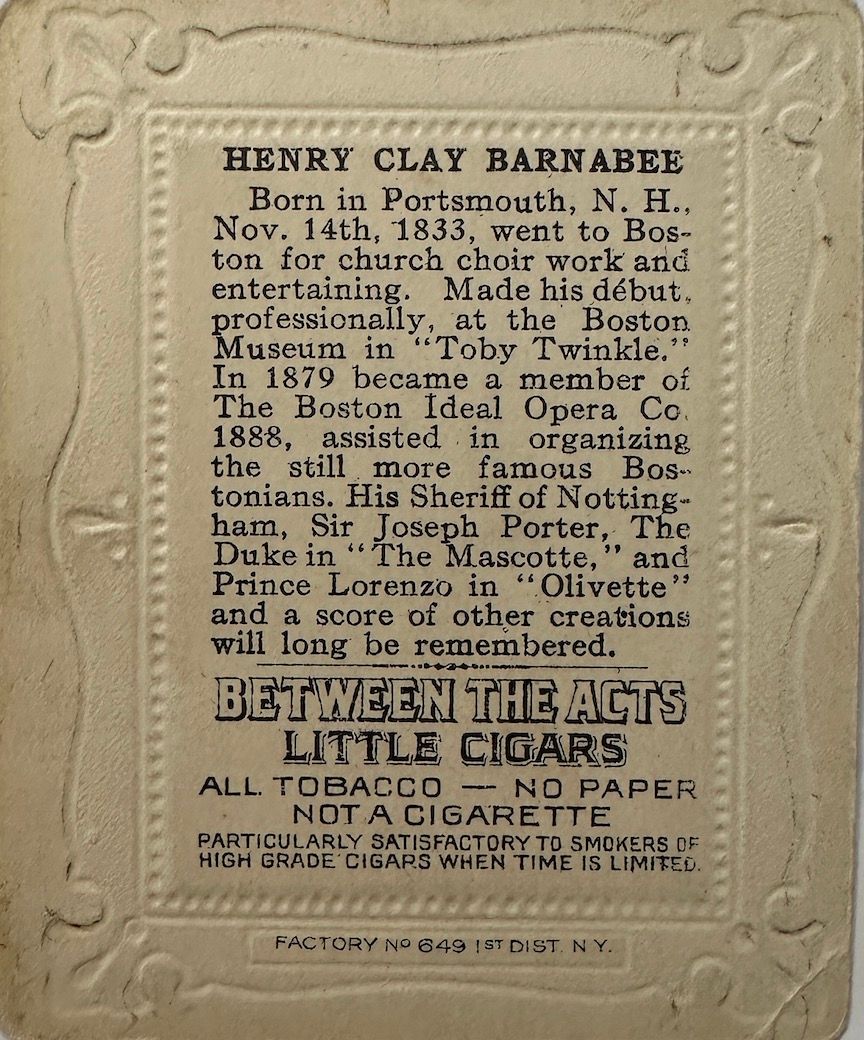 HENRY CLAY BARNABEE
Born in Portsmouth, N. H.,
Nov. 14th, 1833, went to Bos-
ton for church choir work and
entertaining. Made his début,
professionally, at the Boston
Museum in “Toby Twinkle.”
In 1879 became a member of
The Boston Ideal Opera Co.
1888, assisted in organizing
the still more famous Bos-
tonians. His Sheriff of Notting-
ham, Sir Joseph Porter, The
Duke in “The Mascotte,” and
Prince Lorenzo in “Olivette”
and a score of other creations
will long be remembered.
BETWEEN THE ACTS
LITTLE CIGARS
ALL TOBACCO — NO PAPER
NOT A CIGARETTE
PARTICULARLY SATISFACTORY TO SMOKERS OF
HIGH GRADE CIGARS WHEN TIME IS LIMITED.
FACTORY No 649 1ST DIST. N Y.